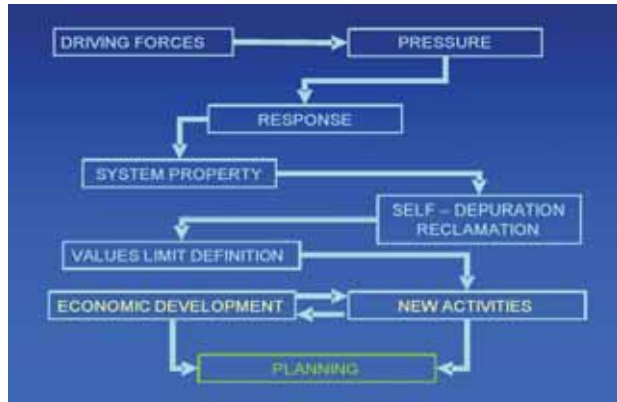 DRIVING FORCES
PRESSURE
RESPONSE
SYSTEM PROPERTY
SELF – DEPURATION
RECLAMATION
VALUES LIMIT DEFINITION
ECONOMIC DEVELOPMENT
NEW ACTIVITIES
PLANNING